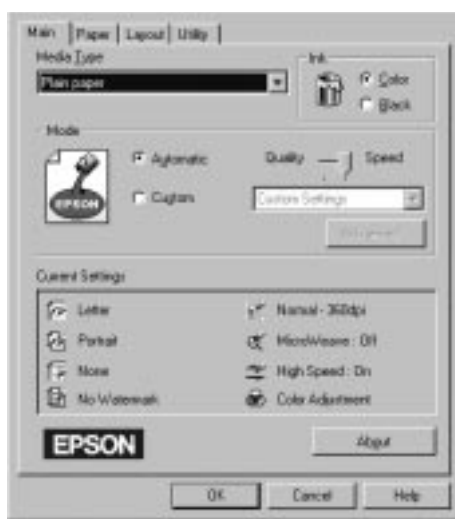 Main Paper Layout Utility
Media Type
Ink
Plain paper
Color
Black
Mode
Automatic
Quality Speed
EPSON
Custom
Custom Settings
Current Settings
Letter Normal - 360dpi
Portrait MicroWeave : Off
None High Speed : On
No Watermark Color Adjustment
EPSON
About
OK Cancel Help